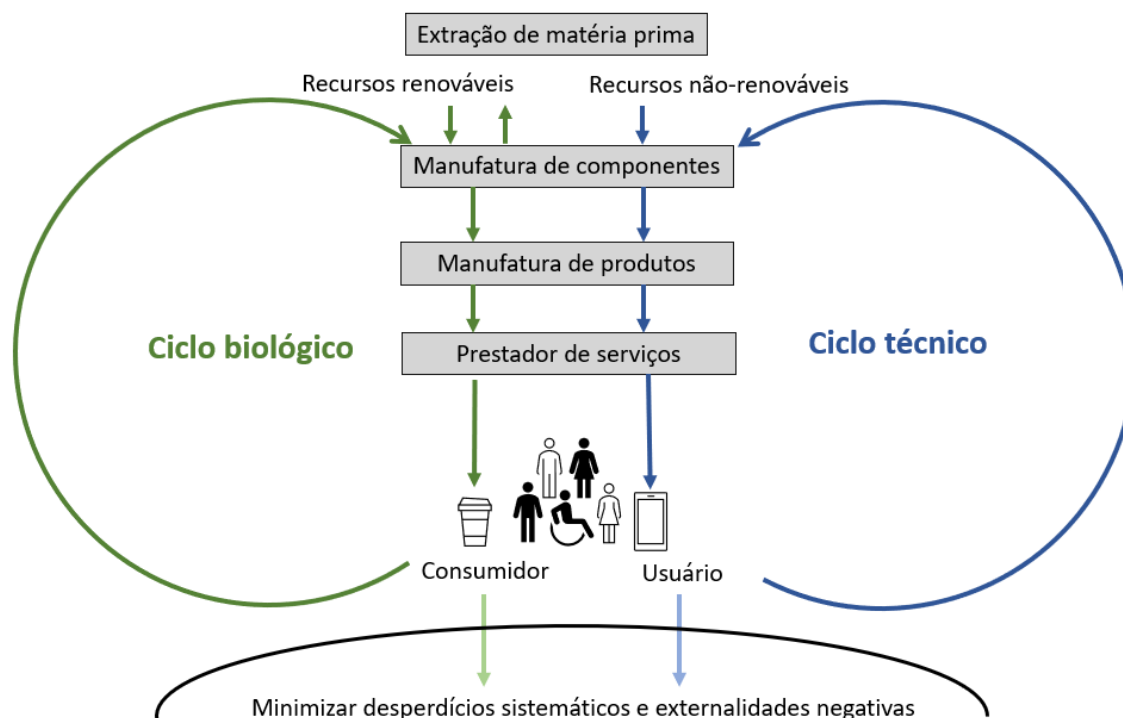 Extração de matéria prima
Recursos renováveis
Recursos não-renováveis
Manufatura de componentes
Manufatura de produtos
Ciclo biológico
Prestador de serviços
Ciclo técnico
Consumidor
Usuário
Minimizar desperdícios sistemáticos e externalidades negativas